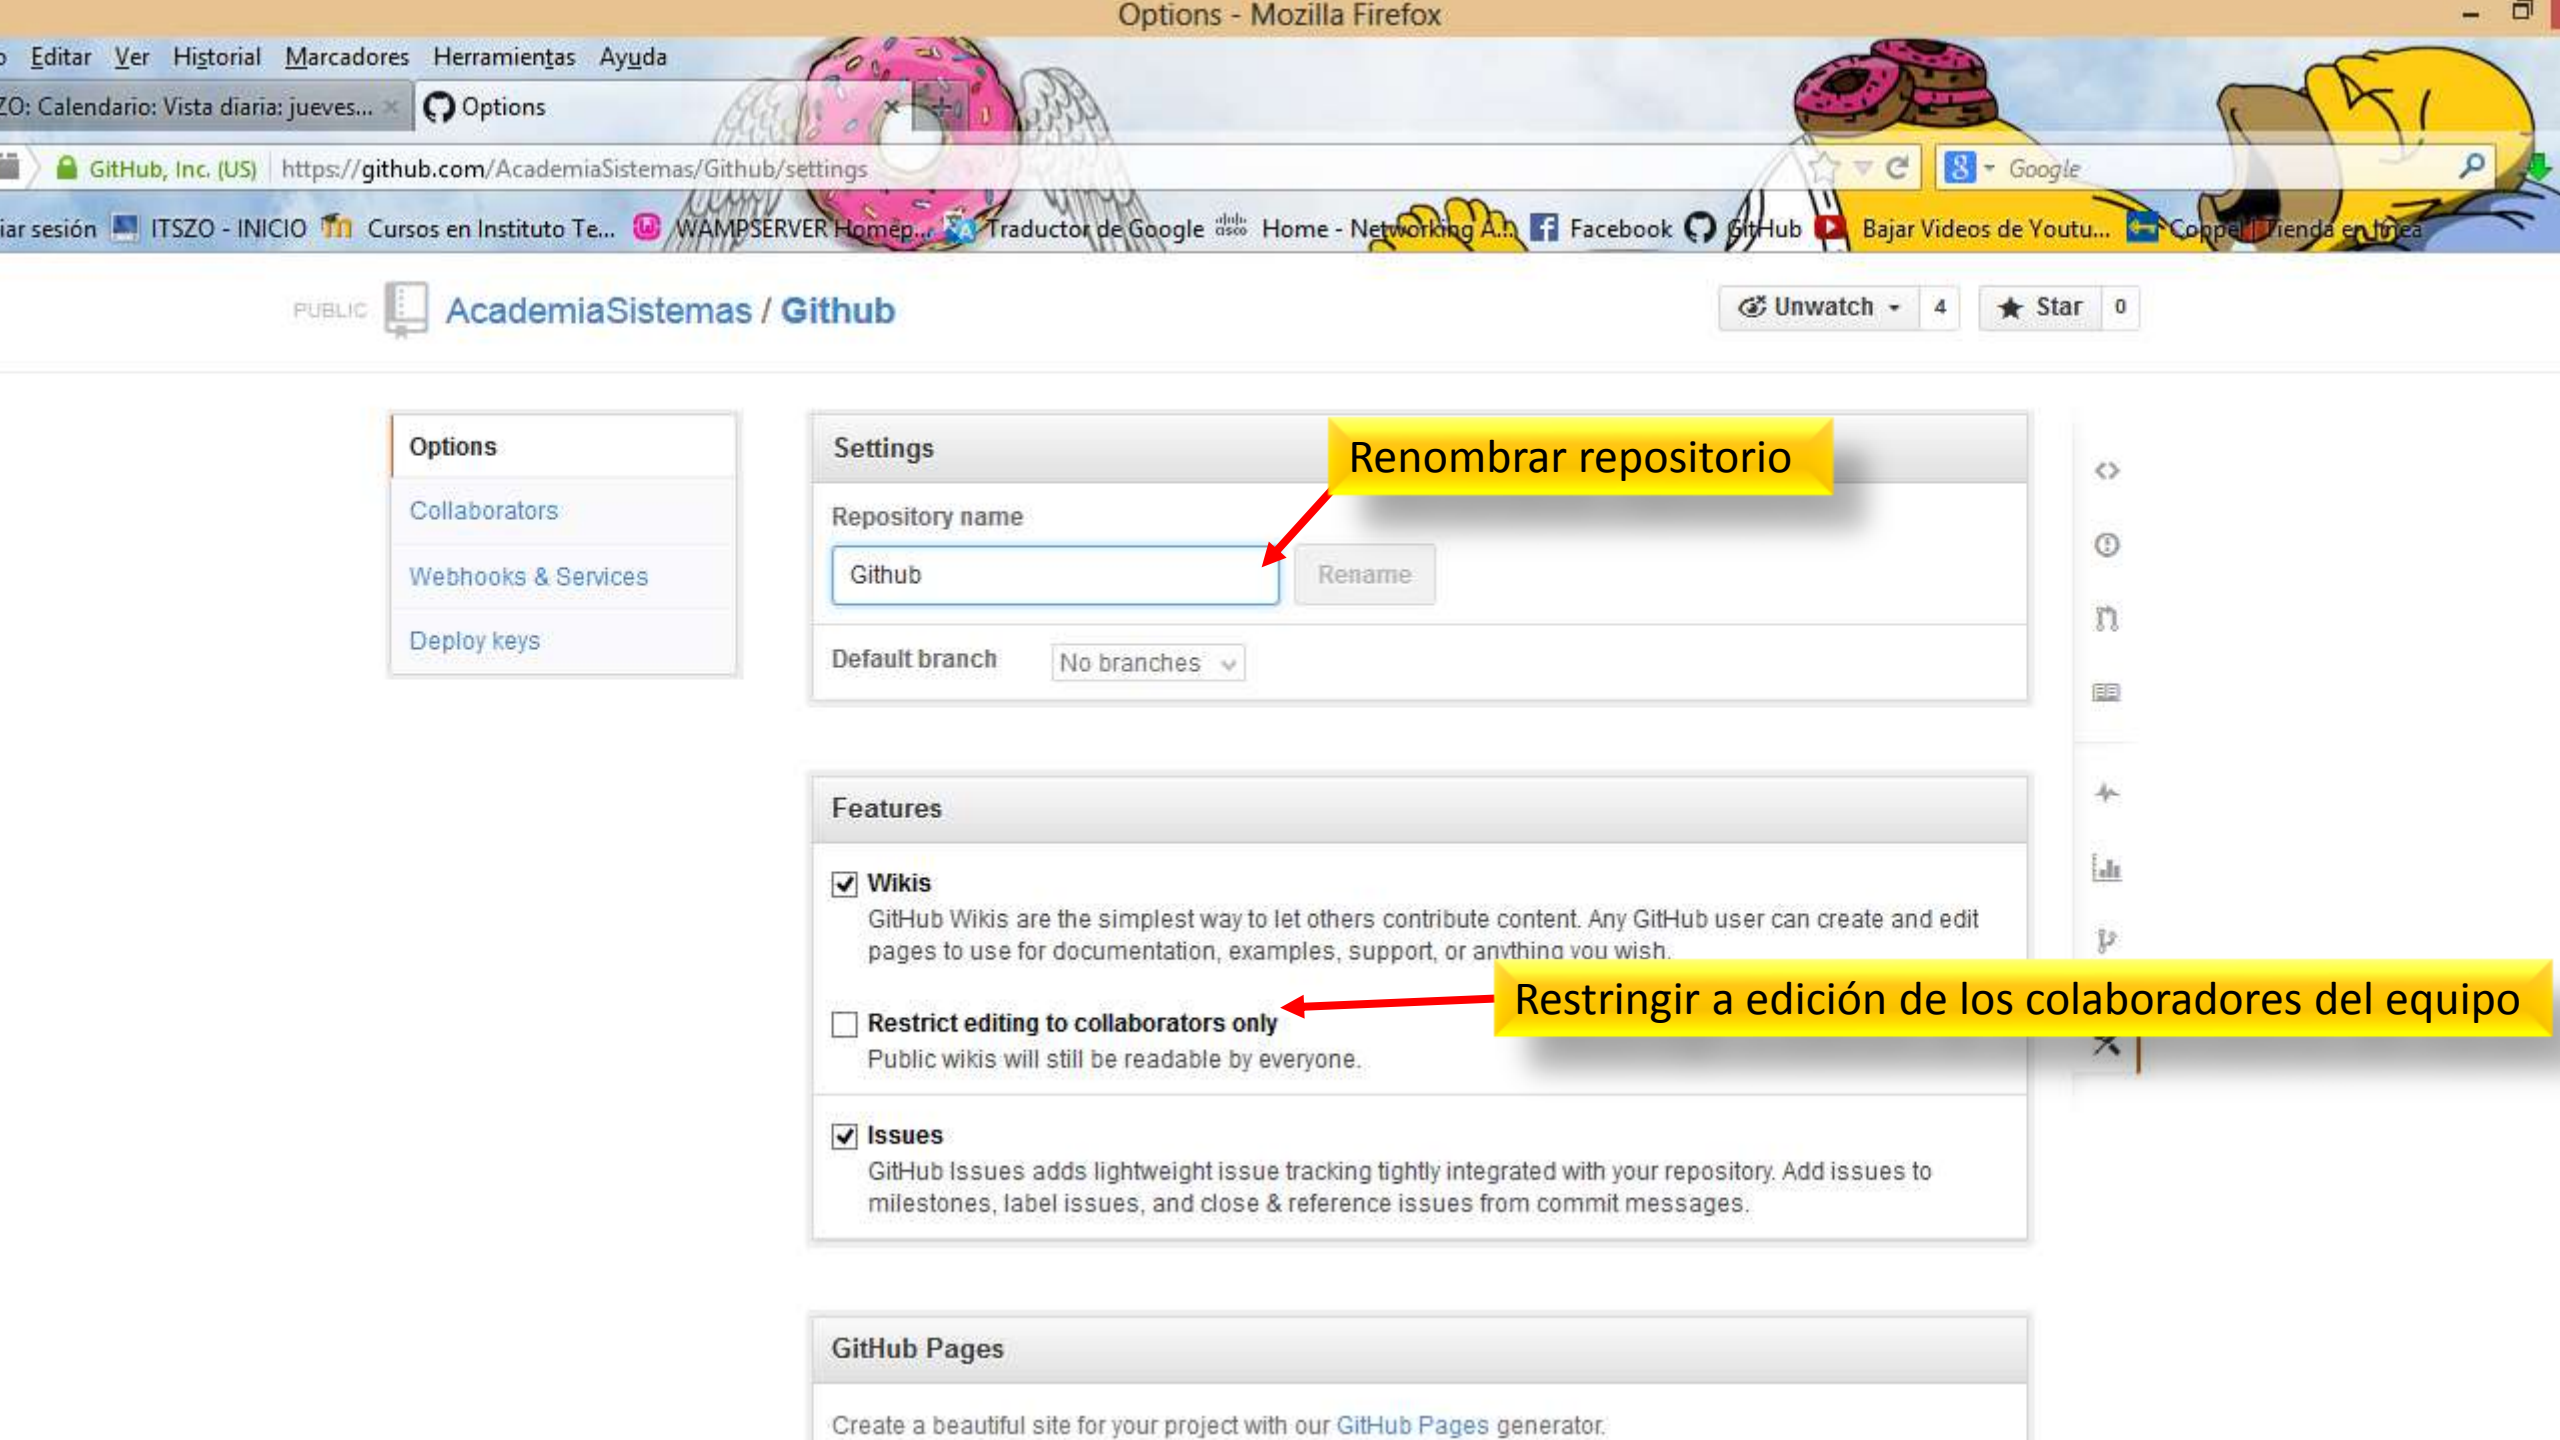 Options - Mozilla Firefox
Editar Ver Historial Marcadores Herramientas Ayuda
ZO: Calendario: Vista diaria: jueves... × Options ×
GitHub, Inc. (US) https://github.com/AcademiaSistemas/Github/settings Google
iar sesión ITSZO - INICIO Cursos en Instituto Te... WAMPSERVER Homep... Traductor de Google Home - Networking A... Facebook GitHub Bajar Videos de Youtu... Coppel | Tienda en línea
PUBLIC AcademiaSistemas / Github Unwatch 4 Star 0
Options
Collaborators
Webhooks & Services
Deploy keys
Settings
Renombrar repositorio
Repository name
Github Rename
Default branch No branches
Features
Wikis
GitHub Wikis are the simplest way to let others contribute content. Any GitHub user can create and edit
pages to use for documentation, examples, support, or anything you wish.
Restringir a edición de los colaboradores del equipo
Restrict editing to collaborators only
Public wikis will still be readable by everyone.
Issues
GitHub Issues adds lightweight issue tracking tightly integrated with your repository. Add issues to
milestones, label issues, and close & reference issues from commit messages.
GitHub Pages
Create a beautiful site for your project with our GitHub Pages generator.